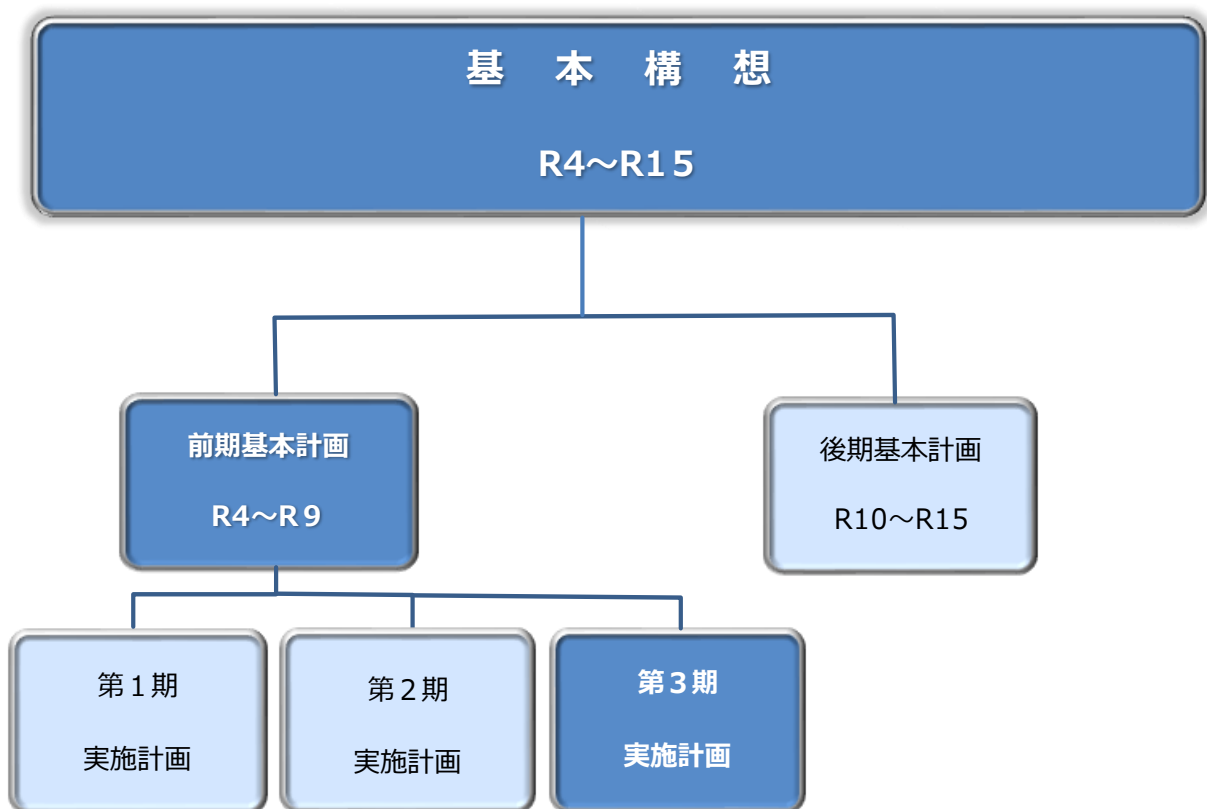 基　本　構　想
R4～R１５
前期基本計画
R4～R９
後期基本計画
R10～R15
第１期
実施計画
第２期
実施計画
第３期
実施計画